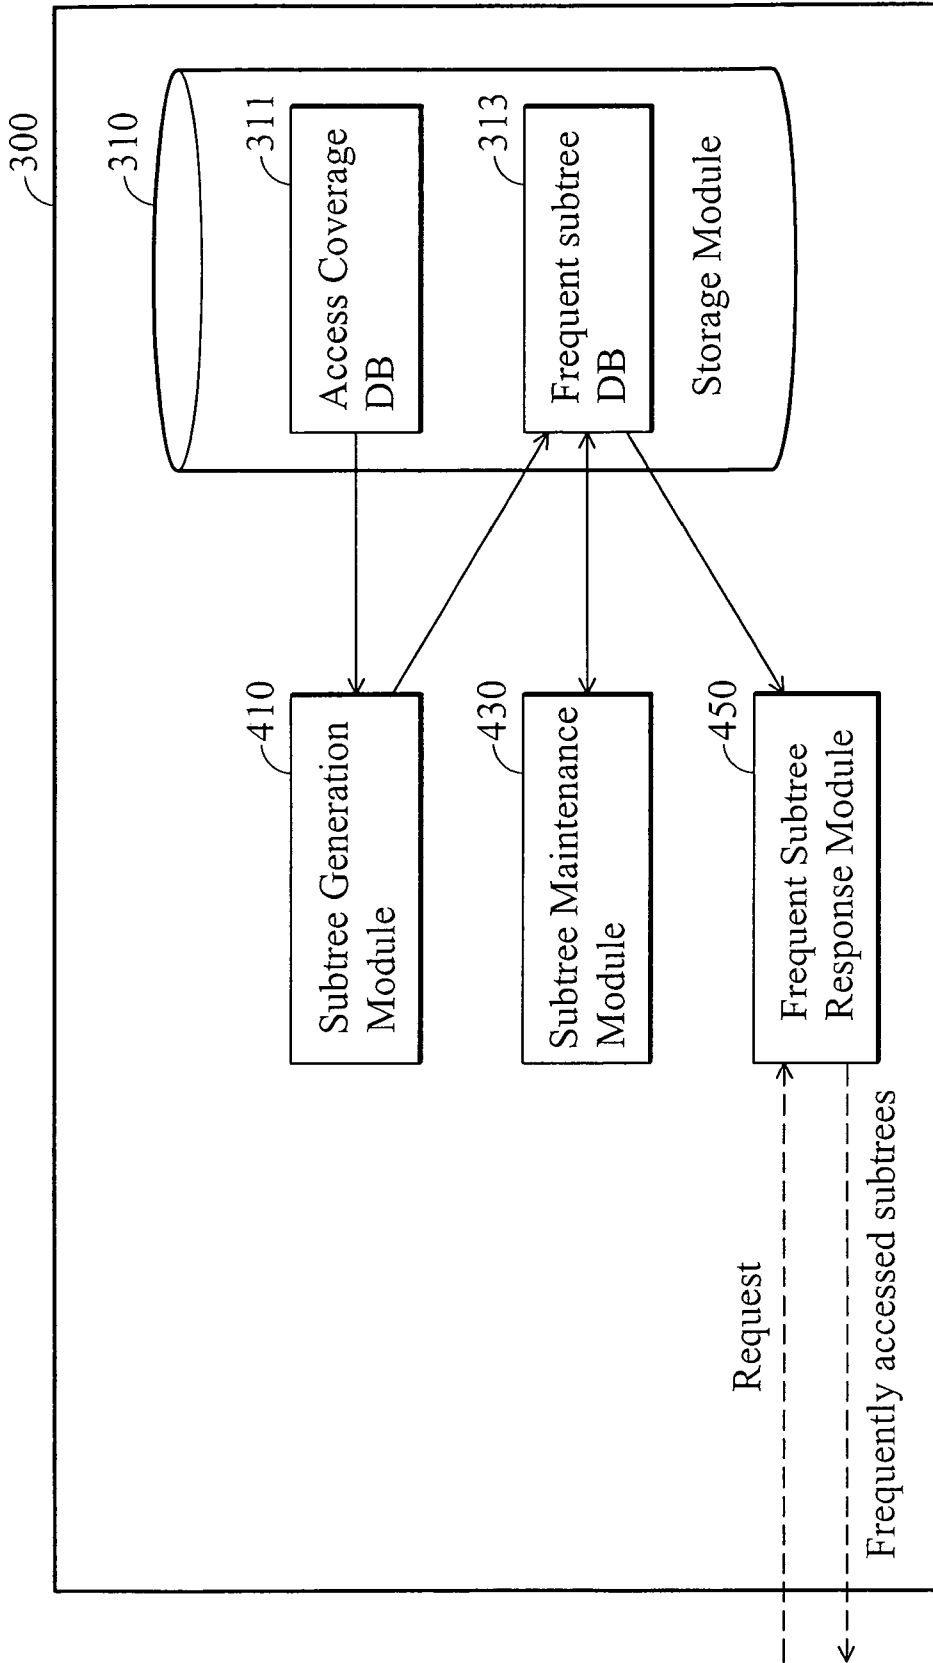 300
310
311
Access Coverage
DB
313
Frequent subtree
DB
Storage Module
410
Subtree Generation
Module
430
Subtree Maintenance
Module
450
Frequent Subtree
Response Module
Request
Frequently accessed subtrees